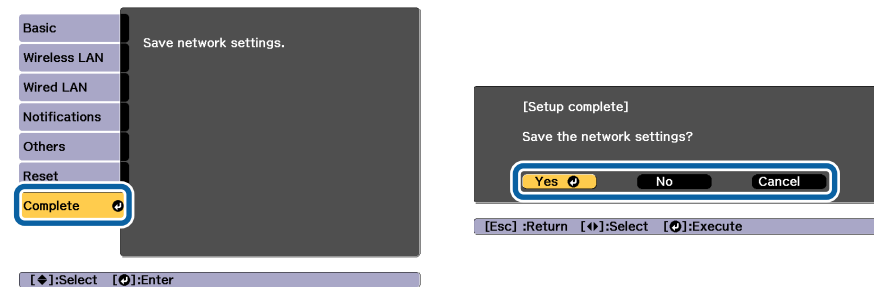 Basic
Wireless LAN
Wired LAN
Notifications
Others
Reset
Complete
Save network settings.
[◆]:Select [↵]:Enter
[Setup complete]
Save the network settings?
Yes No Cancel
[Esc] :Return [◀▶]:Select [↵]:Execute